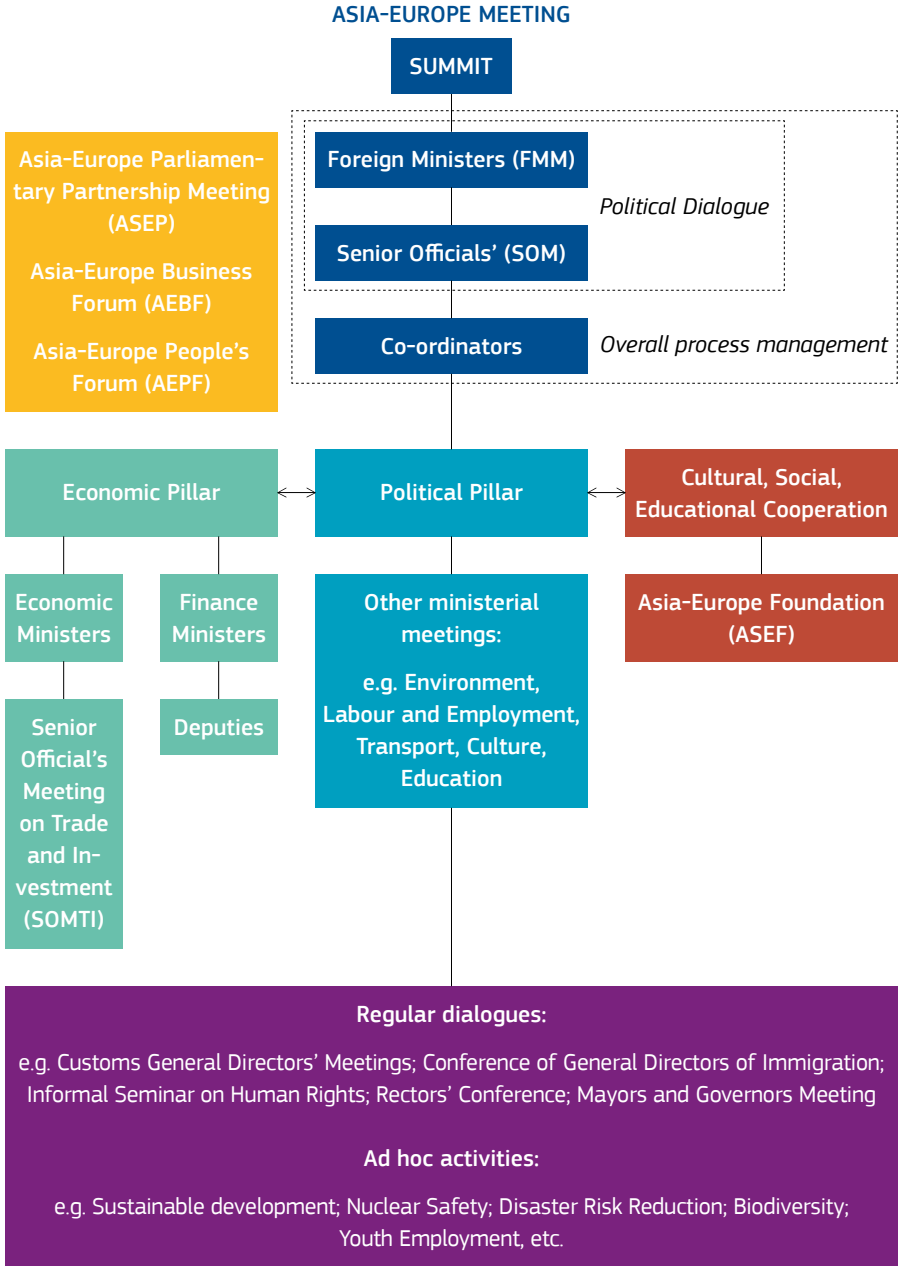 ASIA-EUROPE MEETING
SUMMIT
Asia-Europe Parliamen-
tary Partnership Meeting
(ASEP)
Asia-Europe Business
Forum (AEBF)
Asia-Europe People's
Forum (AEPF)
Foreign Ministers (FMM)
Political Dialogue
Senior Officials' (SOM)
Co-ordinators
Overall process management
Economic Pillar
Political Pillar
Cultural, Social,
Educational Cooperation
Economic
Ministers
Finance
Ministers
Other ministerial
meetings:
e.g. Environment,
Labour and Employment,
Transport, Culture,
Education
Asia-Europe Foundation
(ASEF)
Senior
Official's
Meeting
on Trade
and In-
vestment
(SOMTI)
Deputies
Regular dialogues:
e.g. Customs General Directors' Meetings; Conference of General Directors of Immigration;
Informal Seminar on Human Rights; Rectors' Conference; Mayors and Governors Meeting
Ad hoc activities:
e.g. Sustainable development; Nuclear Safety; Disaster Risk Reduction; Biodiversity;
Youth Employment, etc.